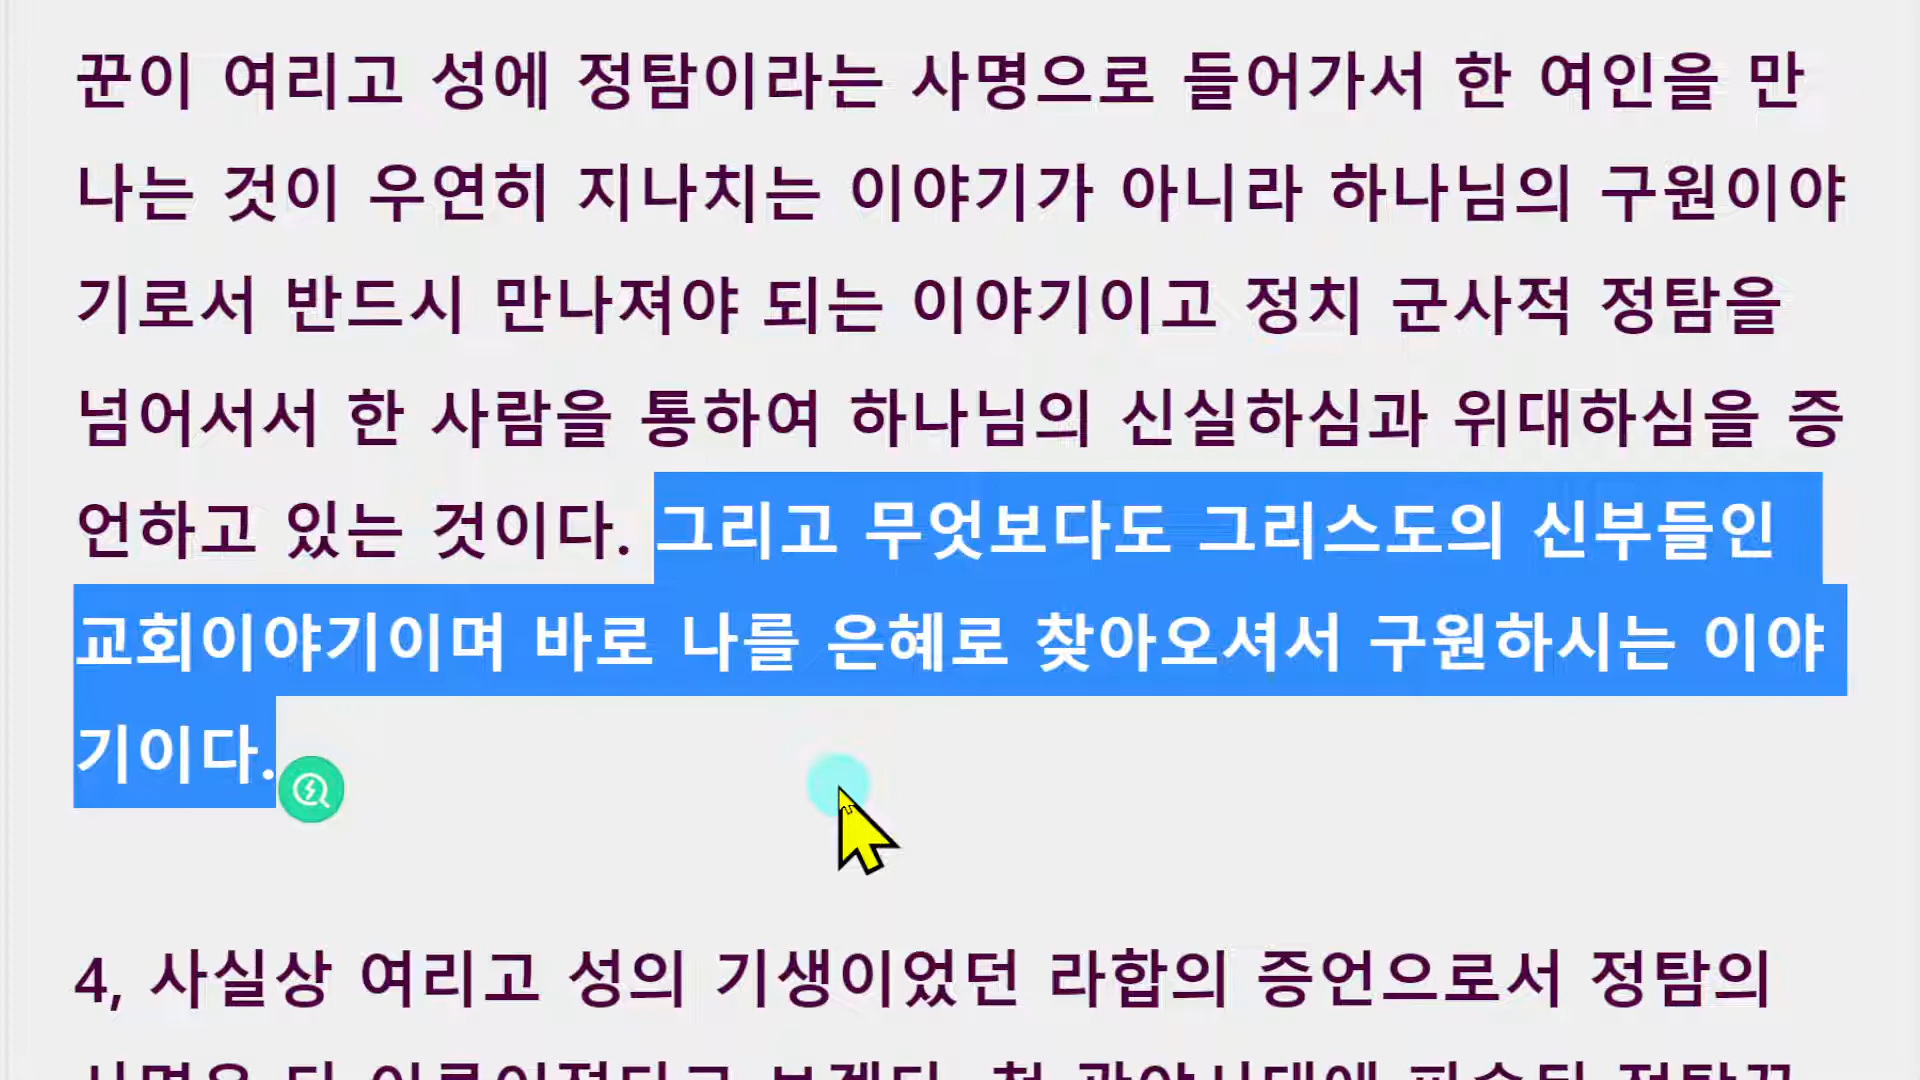 꾼이 여리고 성에 정탐이라는 사명으로 들어가서 한 여인을 만
나는 것이 우연히 지나치는 이야기가 아니라 하나님의 구원이야
기로서 반드시 만나져야 되는 이야기이고 정치 군사적 정탐을
넘어서서 한 사람을 통하여 하나님의 신실하심과 위대하심을 증
언하고 있는 것이다. 그리고 무엇보다도 그리스도의 신부들인
교회이야기이며 바로 나를 은혜로 찾아오셔서 구원하시는 이야
기이다.
4, 사실상 여리고 성의 기생이었던 라합의 증언으로서 정탐의